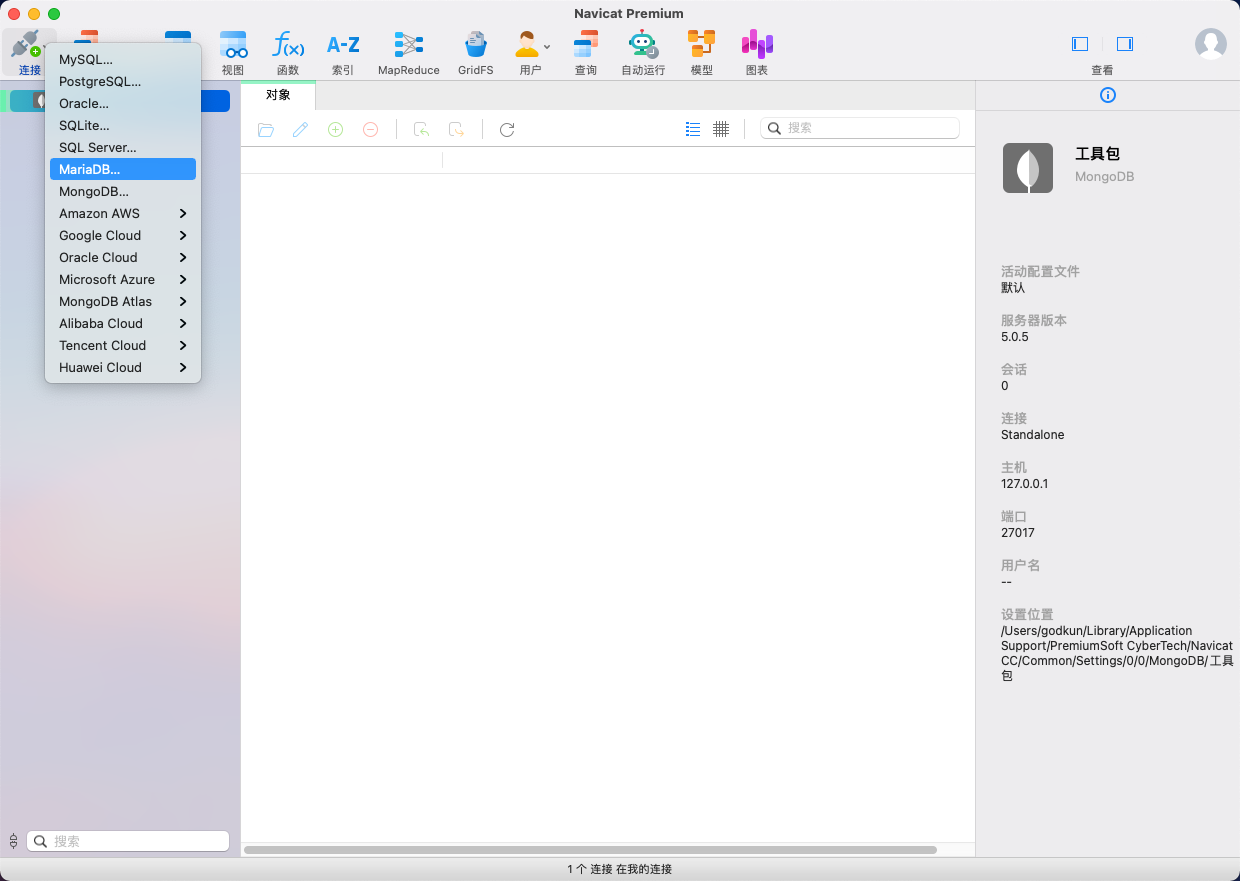 Navicat Premium
连接
视图
函数
A-Z
索引
MapReduce
GridFS
用户
查询
自动运行
模型
图表
查看
MySQL...
PostgreSQL...
Oracle...
SQLite...
SQL Server...
MariaDB...
MongoDB...
Amazon AWS
Google Cloud
Oracle Cloud
Microsoft Azure
MongoDB Atlas
Alibaba Cloud
Tencent Cloud
Huawei Cloud
对象
搜索
工具包
MongoDB
活动配置文件
默认
服务器版本
5.0.5
会话
0
连接
Standalone
主机
127.0.0.1
端口
27017
用户名
--
设置位置
/Users/godkun/Library/Application
Support/PremiumSoft CyberTech/Navicat
CC/Common/Settings/0/0/MongoDB/工具
包
搜索
1 个 连接 在我的连接